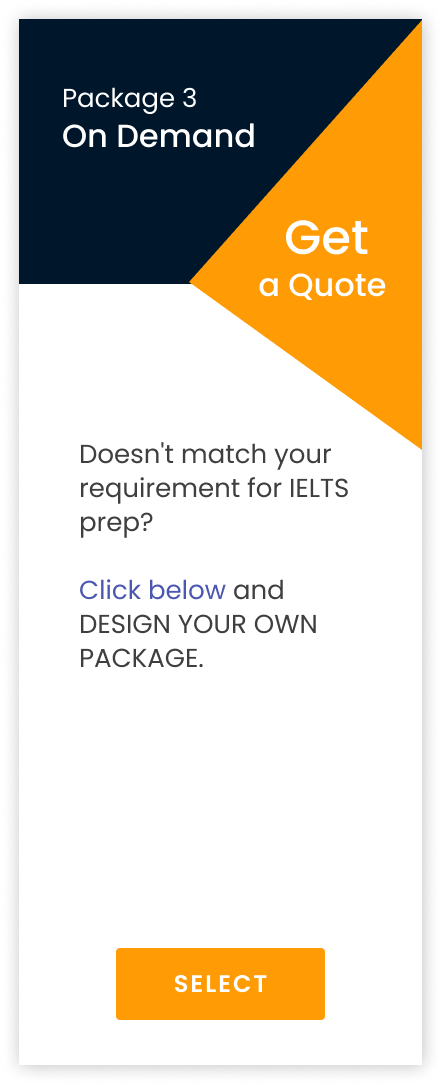 Package 3
On Demand
Get
a Quote
Doesn't match your
requirement for IELTS
prep?
Click below and
DESIGN YOUR OWN
PACKAGE.
SELECT